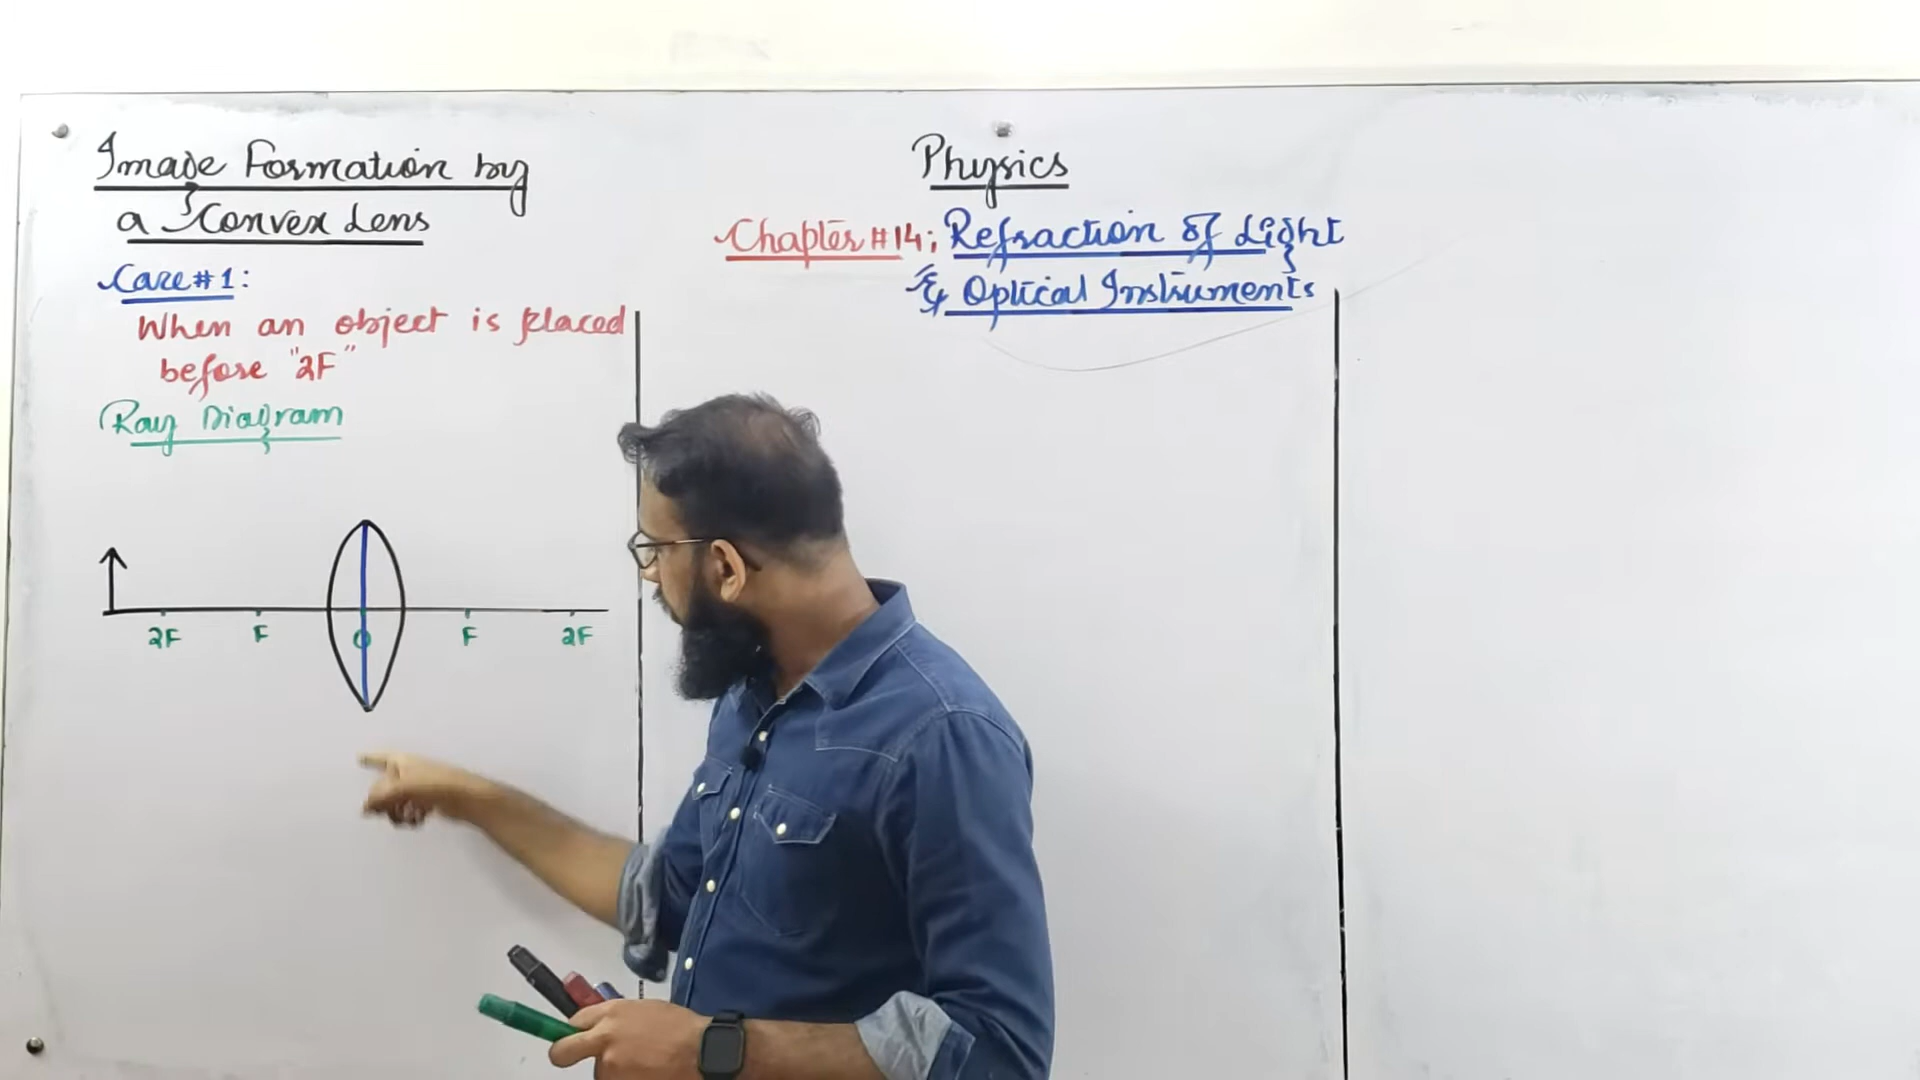 Image Formation by
a Convex Lens
Case #1:
When an object is placed
before "2F"
Ray Diagram
2F F O F 2F
Physics
Chapter #14; Refraction of Light
& Optical Instruments